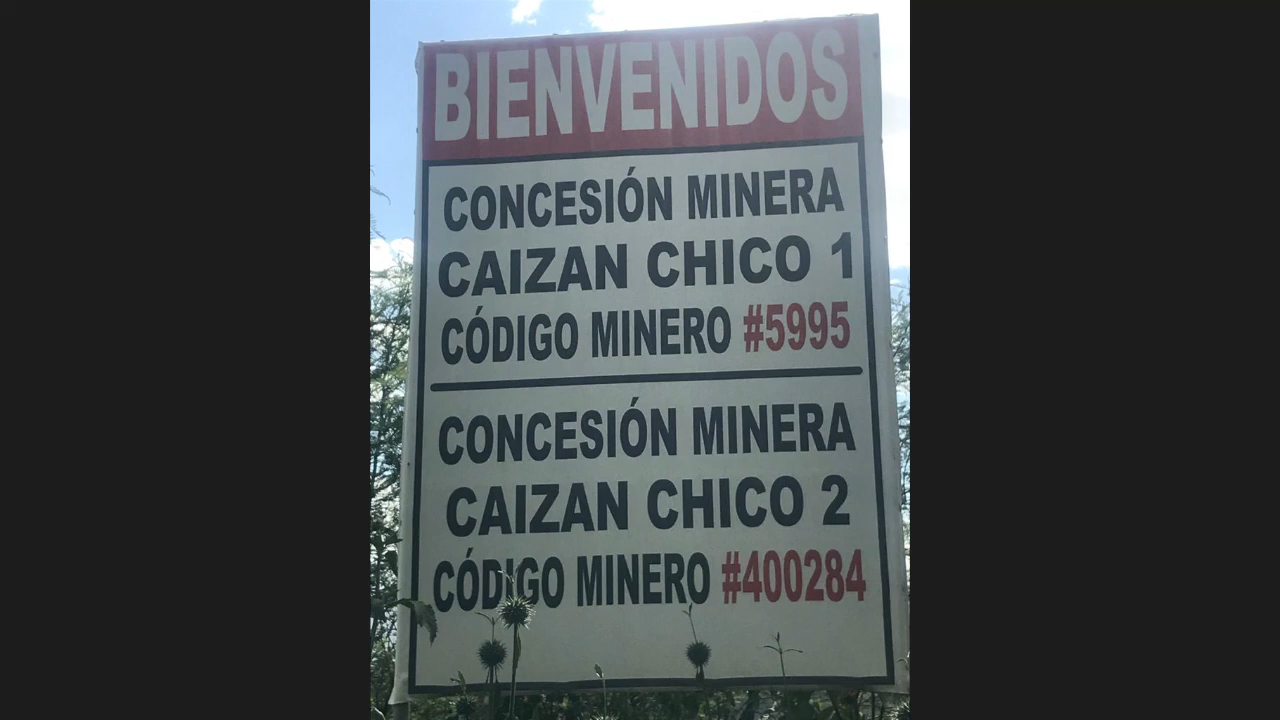 BIENVENIDOS
CONCESIÓN MINERA
CAIZAN CHICO 1
CÓDIGO MINERO #5995
CONCESIÓN MINERA
CAIZAN CHICO 2
CÓDIGO MINERO #400284